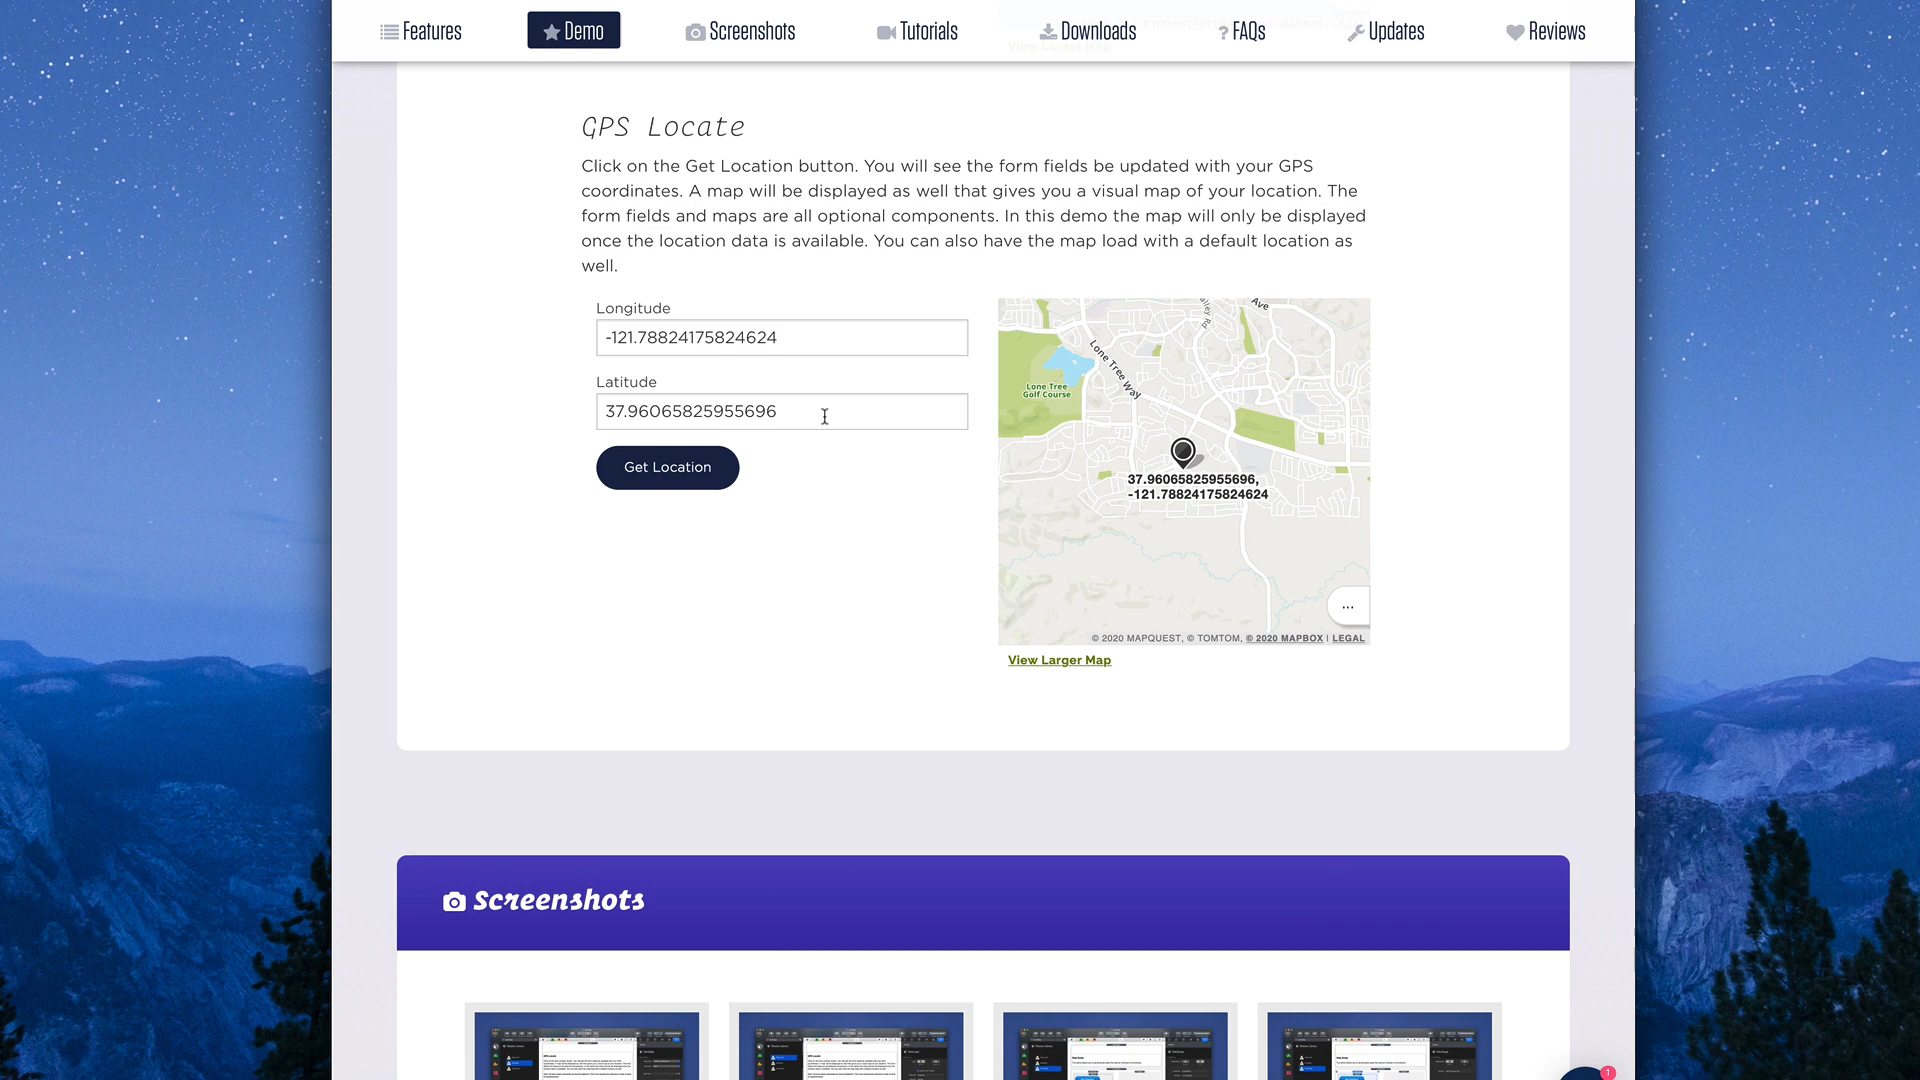 Features
Demo
Screenshots
Tutorials
Downloads
? FAQs
Updates
Reviews
View Larger Map
GPS Locate
Click on the Get Location button. You will see the form fields be updated with your GPS
coordinates. A map will be displayed as well that gives you a visual map of your location. The
form fields and maps are all optional components. In this demo the map will only be displayed
once the location data is available. You can also have the map load with a default location as
well.
Longitude
-121.78824175824624
Latitude
37.96065825955696
Get Location
Ave
Lone Tree Way
Lone Tree
Golf Course
37.96065825955696,
-121.78824175824624
...
© 2020 MAPQUEST, © TOMTOM, © 2020 MAPBOX | LEGAL
View Larger Map
Screenshots
1